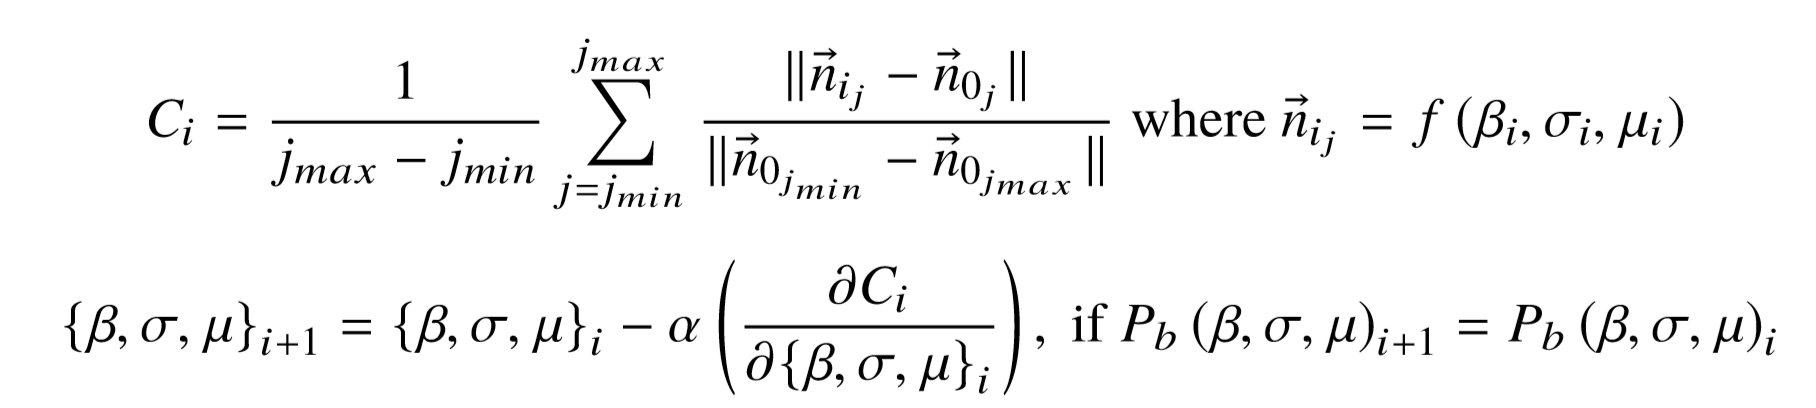 $C_i = \frac{1}{j_{max} - j_{min}} \sum_{j=j_{min}}^{j_{max}} \frac{\|\vec{n}_{i_j} - \vec{n}_{0_j}\|}{\|\vec{n}_{0_{j_{min}}} - \vec{n}_{0_{j_{max}}}\|}$ where $\vec{n}_{i_j} = f(\beta_i, \sigma_i, \mu_i)$
$\{\beta, \sigma, \mu\}_{i+1} = \{\beta, \sigma, \mu\}_i - \alpha \left( \frac{\partial C_i}{\partial \{\beta, \sigma, \mu\}_i} \right)$, if $P_b(\beta, \sigma, \mu)_{i+1} = P_b(\beta, \sigma, \mu)_i$